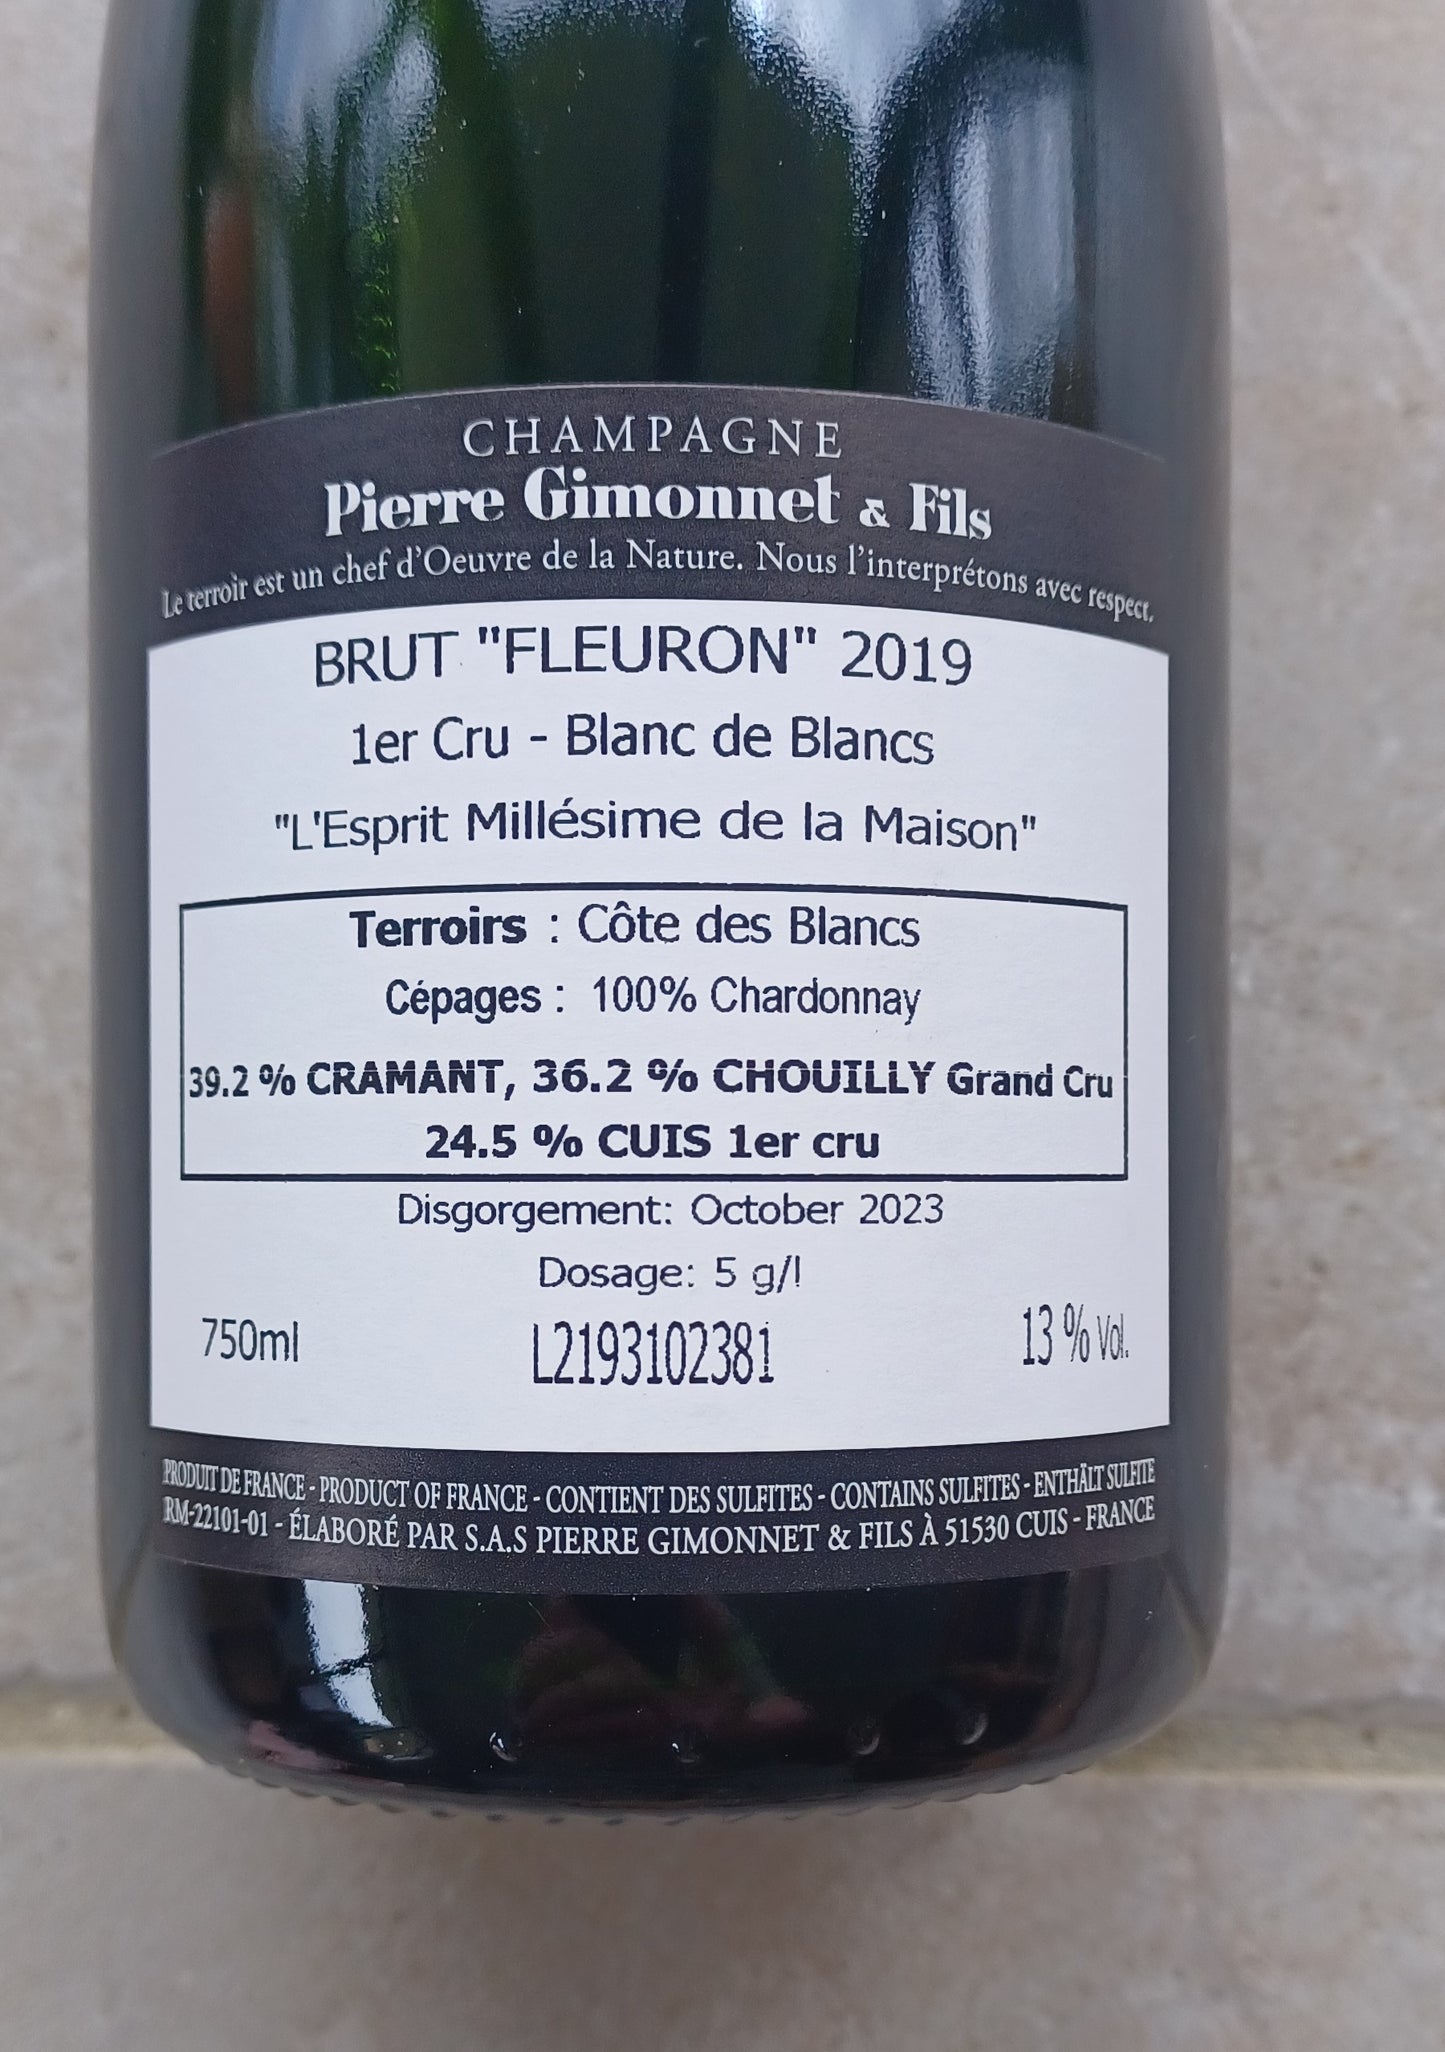 CHAMPAGNE
Pierre Gimonnet & Fils
Le terroir est un chef d'Oeuvre de la Nature. Nous l'interprétons avec respect.
BRUT "FLEURON" 2019
1er Cru - Blanc de Blancs
"L'Esprit Millésime de la Maison"
Terroirs : Côte des Blancs
Cépages : 100% Chardonnay
39.2 % CRAMANT, 36.2 % CHOUILLY Grand Cru
24.5 % CUIS 1er cru
Disgorgement: October 2023
Dosage: 5 g/l
750ml L2193102381 13 % Vol.
PRODUIT DE FRANCE - PRODUCT OF FRANCE - CONTIENT DES SULFITES - CONTAINS SULFITES - ENTHÄLT SULFITE
RM-22101-01 - ÉLABORÉ PAR S.A.S PIERRE GIMONNET & FILS À 51530 CUIS - FRANCE